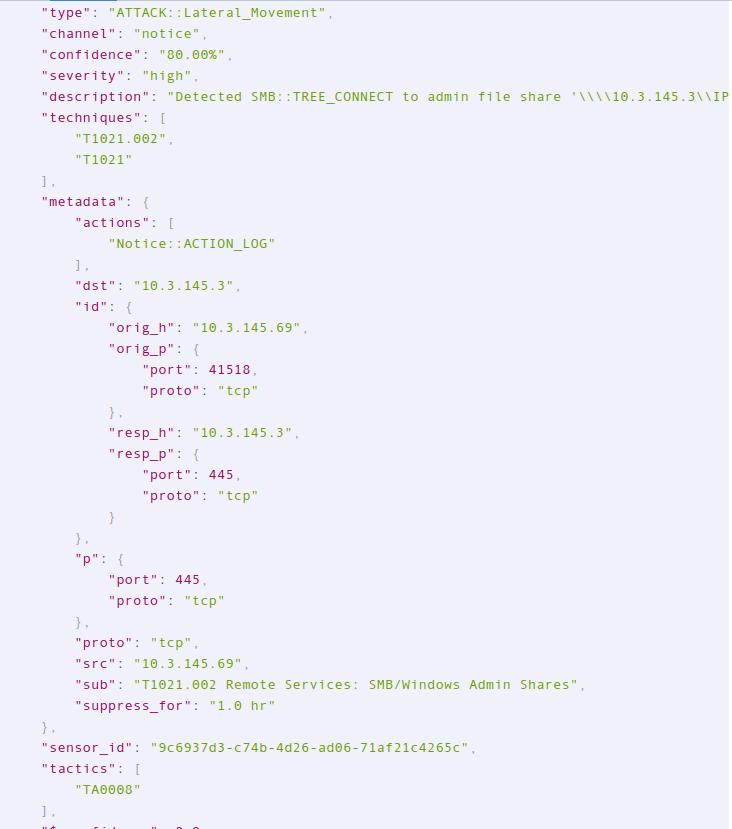 "type": "ATTACK::Lateral_Movement",
"channel": "notice",
"confidence": "80.00%",
"severity": "high",
"description": "Detected SMB::TREE_CONNECT to admin file share '\\\\10.3.145.3\\IP
"techniques": [
"T1021.002",
"T1021"
],
"metadata": {
"actions": [
"Notice::ACTION_LOG"
],
"dst": "10.3.145.3",
"id": {
"orig_h": "10.3.145.69",
"orig_p": {
"port": 41518,
"proto": "tcp"
},
"resp_h": "10.3.145.3",
"resp_p": {
"port": 445,
"proto": "tcp"
}
},
"p": {
"port": 445,
"proto": "tcp"
},
"proto": "tcp",
"src": "10.3.145.69",
"sub": "T1021.002 Remote Services: SMB/Windows Admin Shares",
"suppress_for": "1.0 hr"
},
"sensor_id": "9c6937d3-c74b-4d26-ad06-71af21c4265c",
"tactics": [
"TA0008"
],